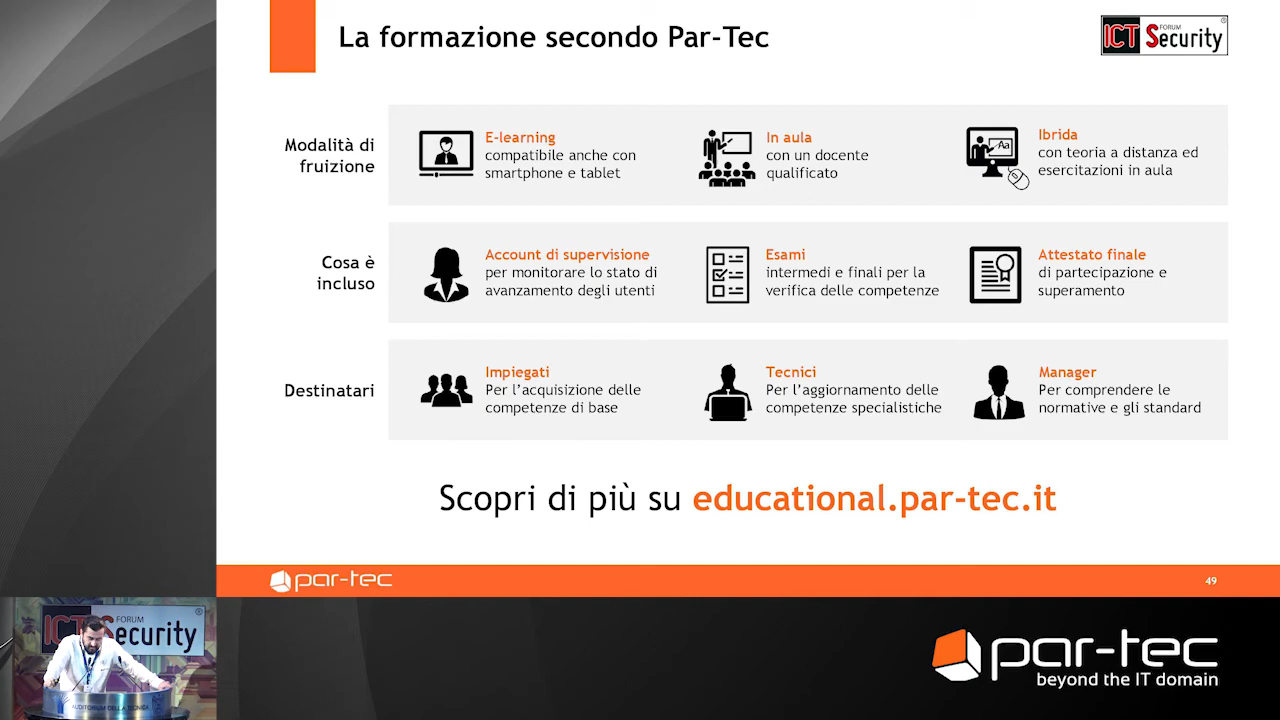 La formazione secondo Par-Tec
ICT Security
FORUM
Modalità di
fruizione
E-learning
compatibile anche con
smartphone e tablet
In aula
con un docente
qualificato
Aa
Ibrida
con teoria a distanza ed
esercitazioni in aula
Cosa è
incluso
Account di supervisione
per monitorare lo stato di
avanzamento degli utenti
Esami
intermedi e finali per la
verifica delle competenze
Attestato finale
di partecipazione e
superamento
Destinatari
Impiegati
Per l’acquisizione delle
competenze di base
Tecnici
Per l’aggiornamento delle
competenze specialistiche
Manager
Per comprendere le
normative e gli standard
Scopri di più su educational.par-tec.it
par-tec
49
FORUM
ICT Security
AUDITORIUM DELLA TECNICA
par-tec
beyond the IT domain